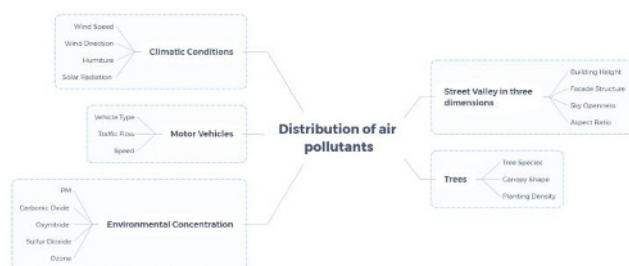 Wind Speed
Wind Direction
Humiture
Solar Radiation
Climatic Conditions
Vehicle Type
Traffic Flow
Speed
Motor Vehicles
PM
Carbonic Oxide
Oxynitride
Sulfur Dioxide
Ozone
Environmental Concentration
Distribution of air
pollutants
Street Valley in three
dimensions
Building Height
Facade Structure
Sky Openness
Aspect Ratio
Trees
Tree Species
Canopy Shape
Planting Density